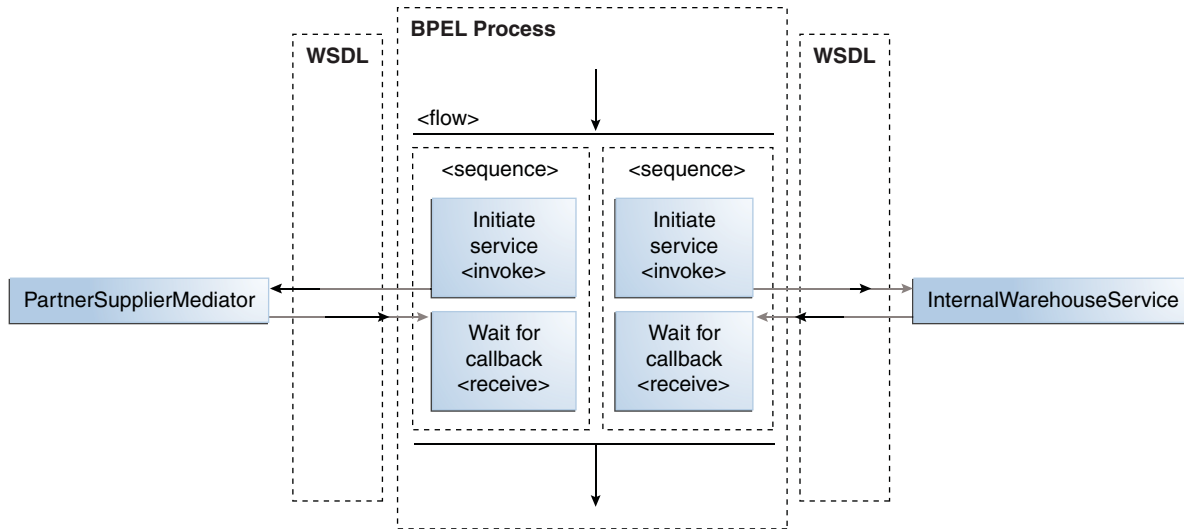 BPEL Process
WSDL
WSDL
<flow>
<sequence>
<sequence>
Initiate
service
<invoke>
Initiate
service
<invoke>
PartnerSupplierMediator
InternalWarehouseService
Wait for
callback
<receive>
Wait for
callback
<receive>